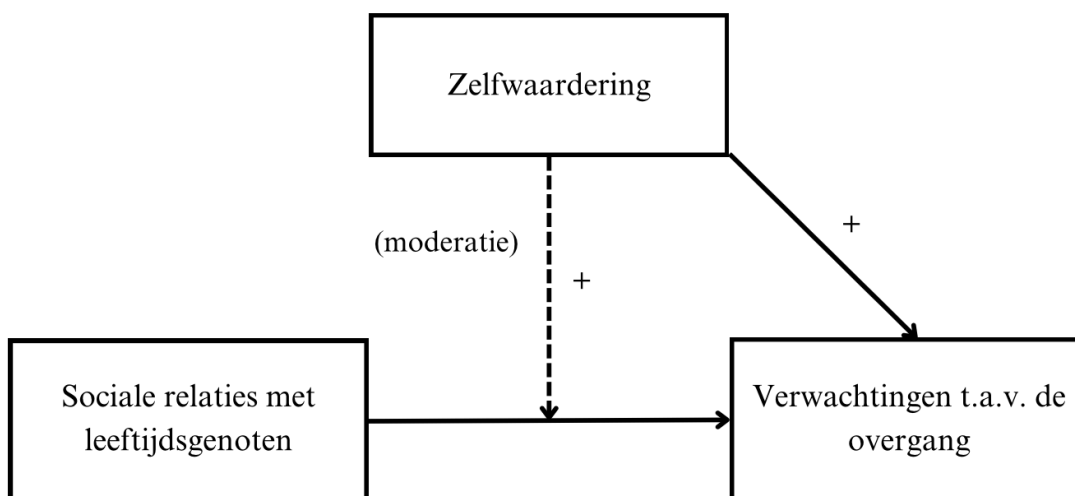 Zelfwaardering
(moderatie)
+
+
Sociale relaties met
leeftijdsgenoten
Verwachtingen t.a.v. de
overgang